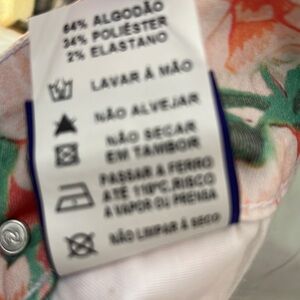 64% ALGODÃO
34% POLIÉSTER
2% ELASTANO
LAVAR À MÃO
NÃO ALVEJAR
NÃO SECAR
EM TAMBOR
PASSAR A FERRO
ATÉ 110ºC, RISCO
A VAPOR OU PRENSA
NÃO LIMPAR À SECO